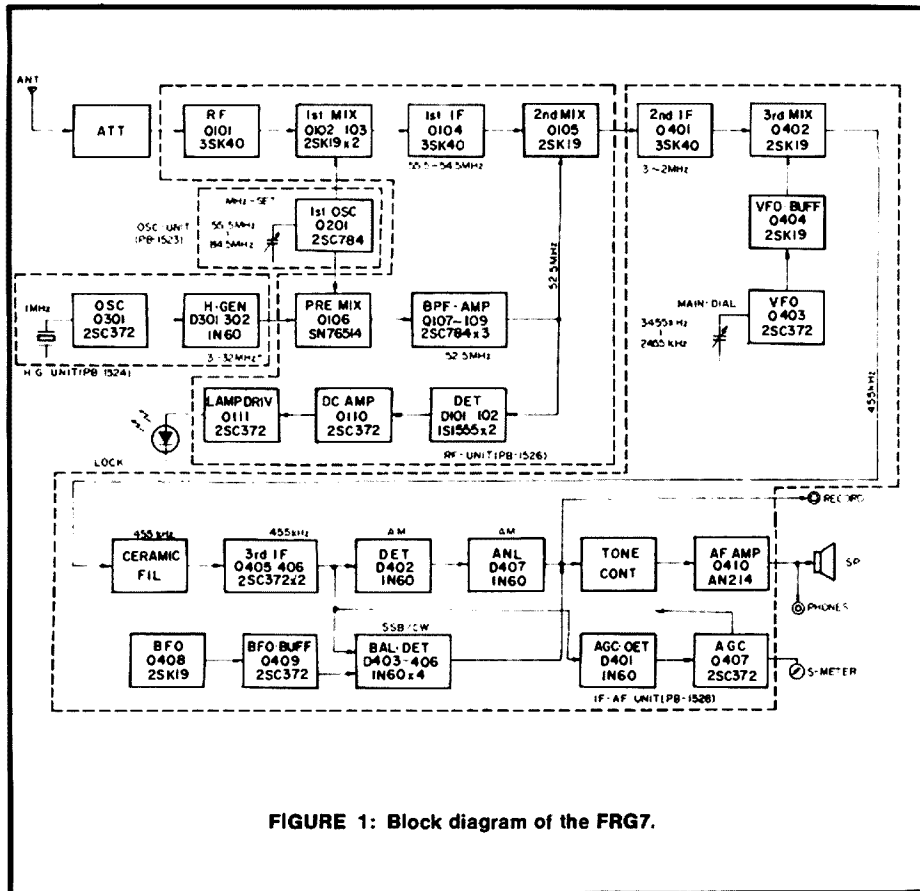 ANT
ATT
RF
Q101
3SK40
1st MIX
Q102 103
2SK19x2
1st IF
Q104
3SK40
55.5~54.5MHz
2nd MIX
Q105
2SK19
2nd IF
Q401
3SK40
3~2MHz
3rd MIX
Q402
2SK19
OSC UNIT
(PB-1523)
MHz-SET
55.5MHz
84.5MHz
1st OSC
Q201
2SC784
52.5MHz
VFO BUFF
Q404
2SK19
MAIN-DIAL
3455kHz
2455kHz
VFO
Q403
2SC372
455kHz
1MHz
OSC
Q301
2SC372
H-GEN
D301 302
1N60
3~32MHz
H.G UNIT(PB 1524)
PRE MIX
Q106
SN76514
BPF-AMP
Q107~109
2SC784x3
52.5MHz
LOCK
LAMP DRIV
Q111
2SC372
DC AMP
Q110
2SC372
DET
D101 102
1S1555x2
RF-UNIT(PB-1526)
RECORD
455kHz
CERAMIC
FIL
455kHz
3rd IF
Q405 406
2SC372x2
AM
DET
D402
1N60
AM
ANL
D407
1N60
TONE
CONT
AF AMP
Q410
AN214
SP
PHONES
BFO
Q408
2SK19
BFO-BUFF
Q409
2SC372
SSB/CW
BAL-DET
D403-406
1N60x4
AGC-DET
D401
1N60
AGC
Q407
2SC372
S-METER
IF-AF UNIT(PB-1528)
FIGURE 1: Block diagram of the FRG7.